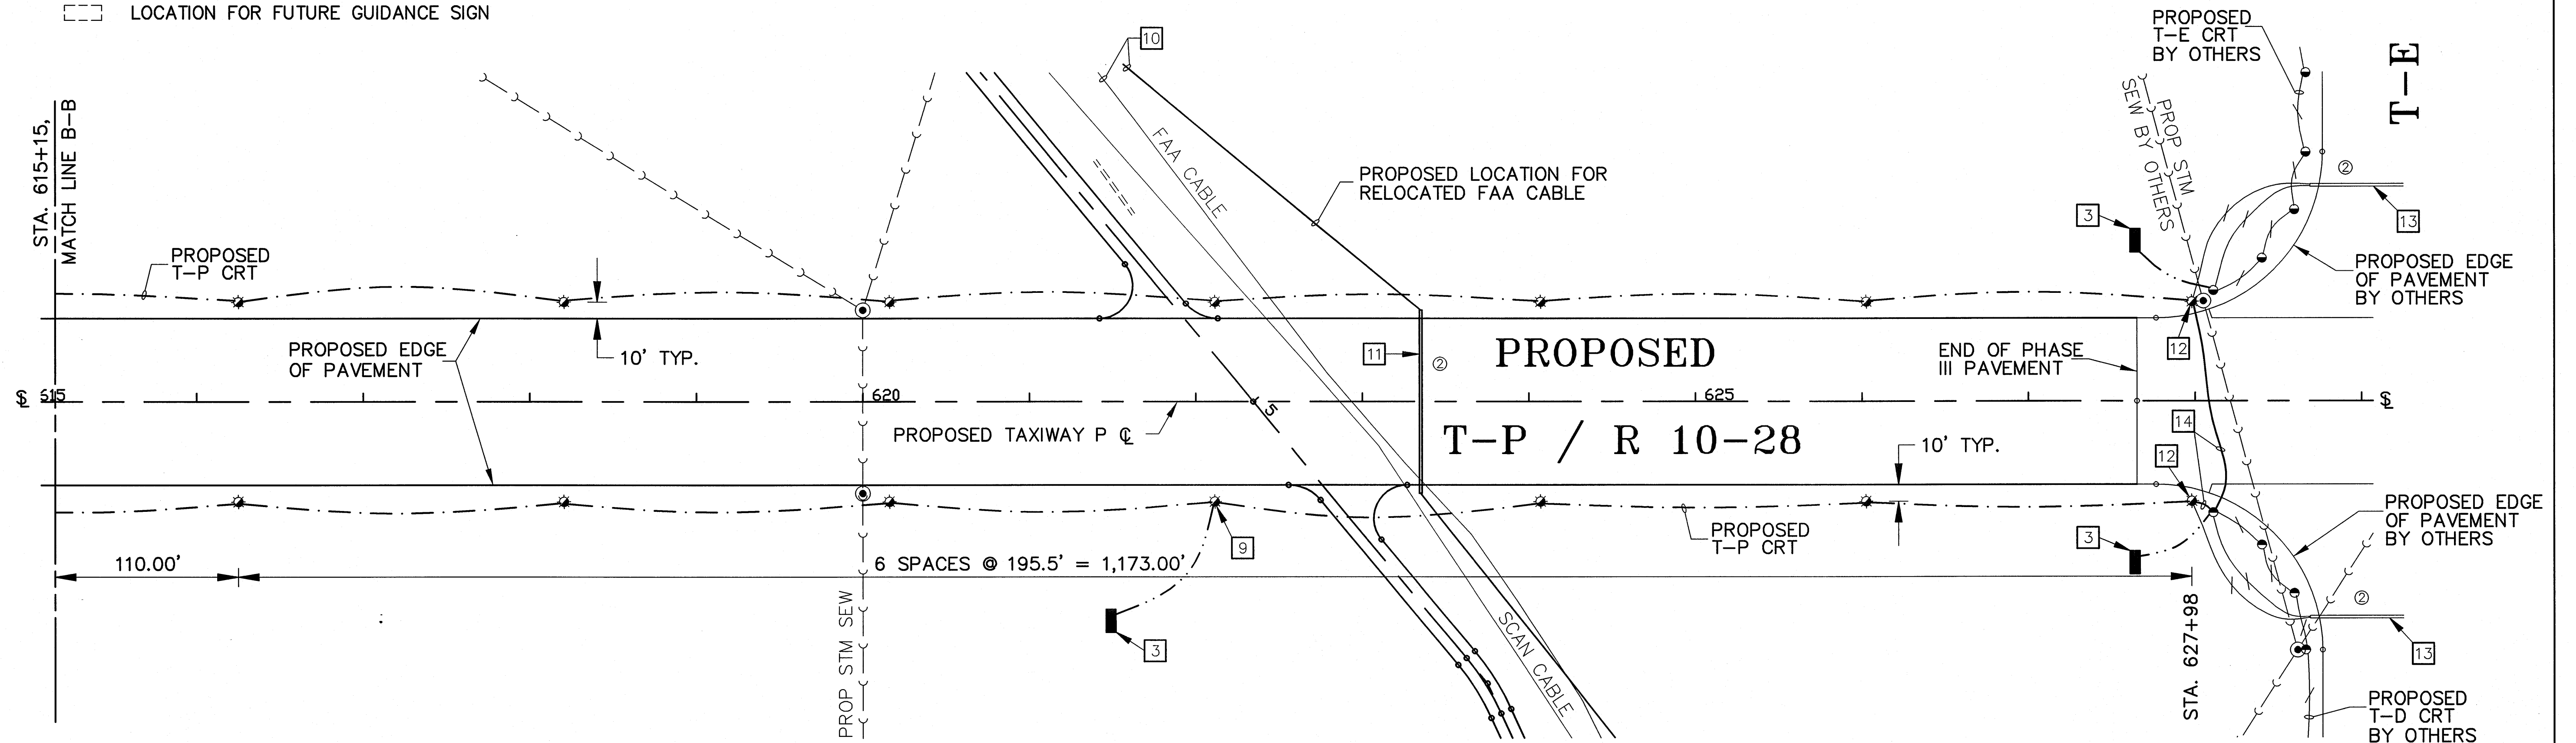 LOCATION FOR FUTURE GUIDANCE SIGN
STA. 615+15,
MATCH LINE B-B
PROPOSED
T-P CRT
PROPOSED EDGE
OF PAVEMENT
10' TYP.
10
FAA CABLE
PROPOSED LOCATION FOR
RELOCATED FAA CABLE
11
2
PROPOSED
T-P / R 10-28
615
620
625
5
PROPOSED TAXIWAY P ℄
END OF PHASE
III PAVEMENT
10' TYP.
PROPOSED
T-E CRT
BY OTHERS
T-E
PROP STM
SEW BY OTHERS
3
2
13
PROPOSED EDGE
OF PAVEMENT
BY OTHERS
12
14
12
PROPOSED EDGE
OF PAVEMENT
BY OTHERS
3
PROPOSED
T-P CRT
9
110.00'
6 SPACES @ 195.5' = 1,173.00'
3
PROP STM SEW
SCAN CABLE
STA. 627+98
2
13
PROPOSED
T-D CRT
BY OTHERS